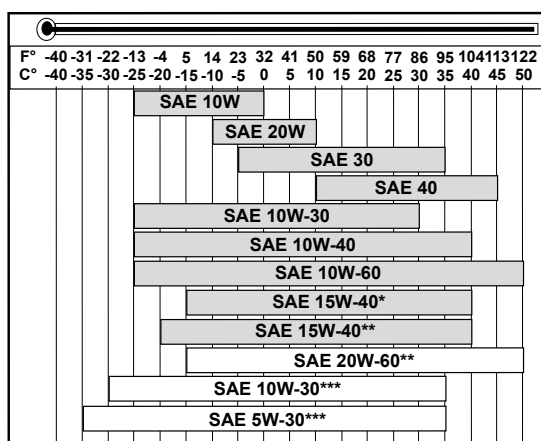 F° -40 -31 -22 -13 -4 5 14 23 32 41 50 59 68 77 86 95 104 113 122
C° -40 -35 -30 -25 -20 -15 -10 -5 0 5 10 15 20 25 30 35 40 45 50
SAE 10W
SAE 20W
SAE 30
SAE 40
SAE 10W-30
SAE 10W-40
SAE 10W-60
SAE 15W-40*
SAE 15W-40**
SAE 20W-60**
SAE 10W-30***
SAE 5W-30***